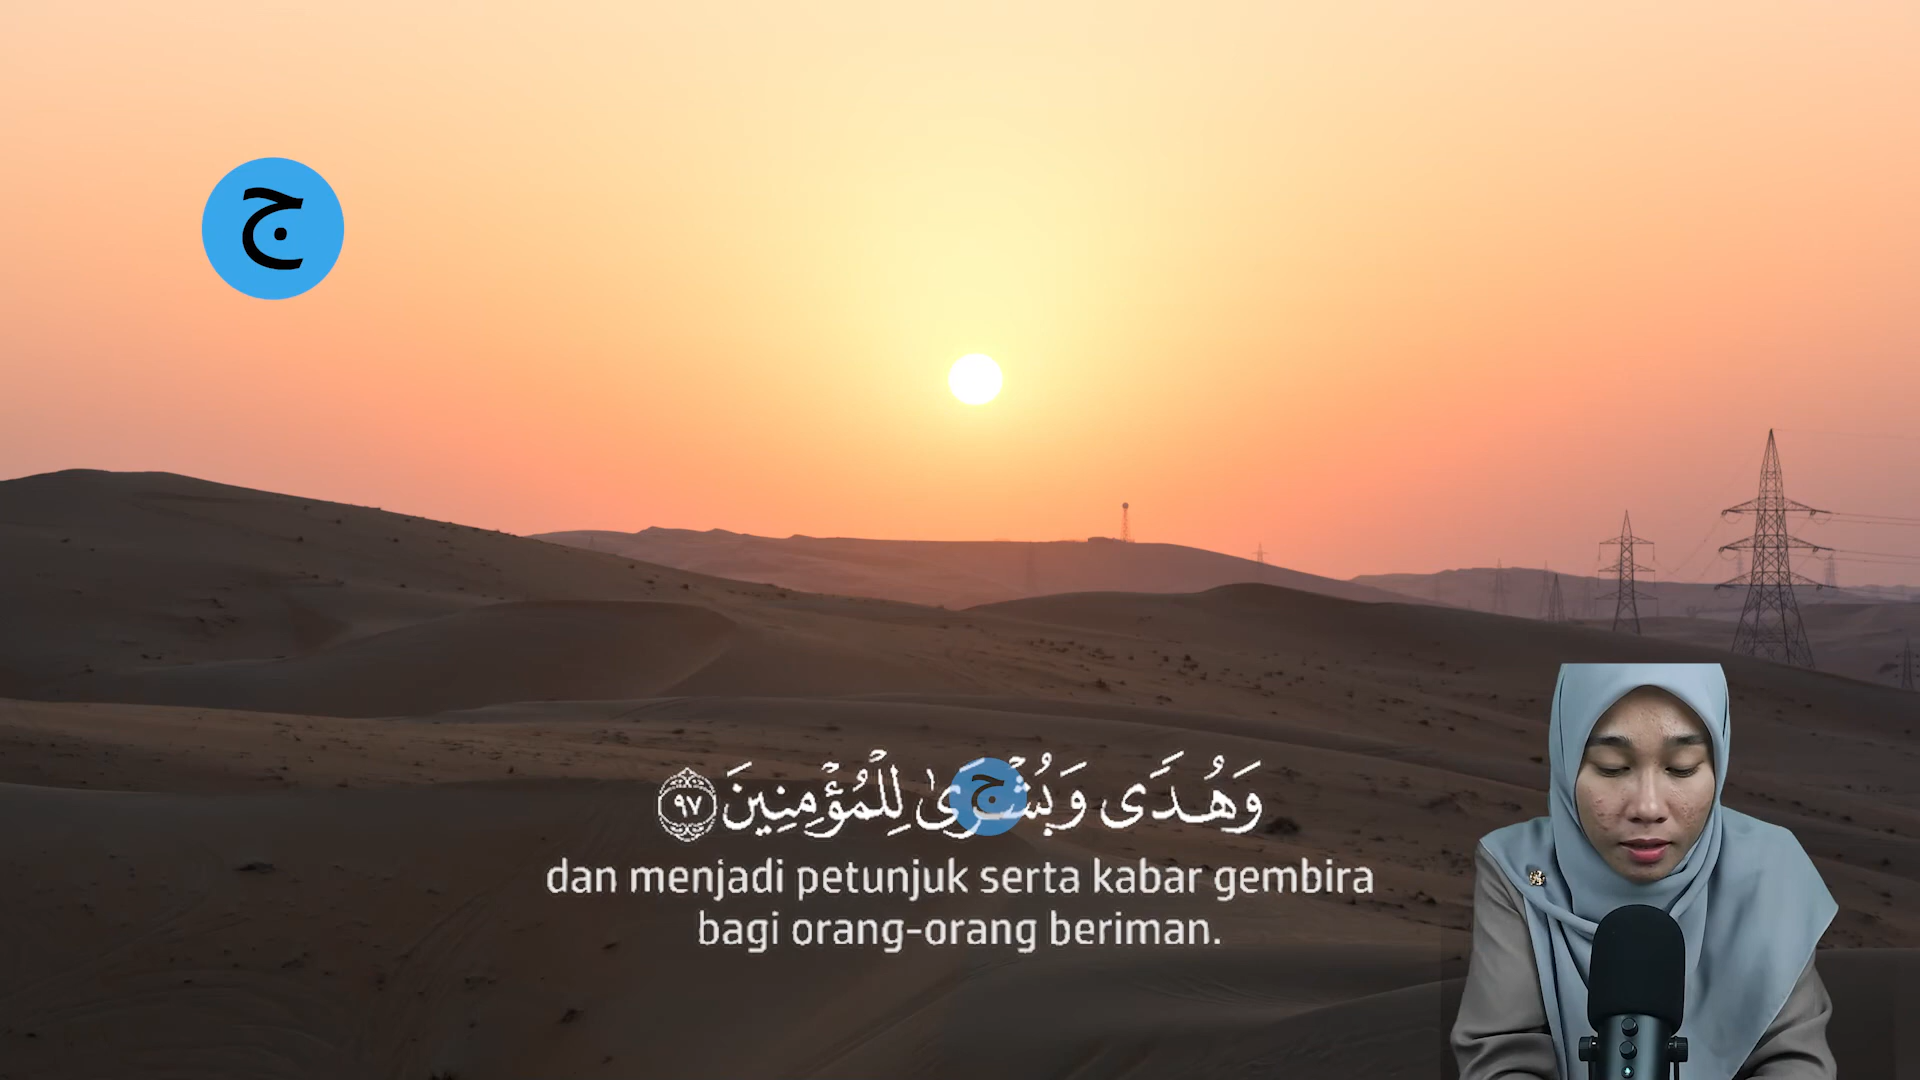 ج
وَهُدًى وَبُشْرَىٰ لِلْمُؤْمِنِينَ ٩٧
ج
dan menjadi petunjuk serta kabar gembira
bagi orang-orang beriman.